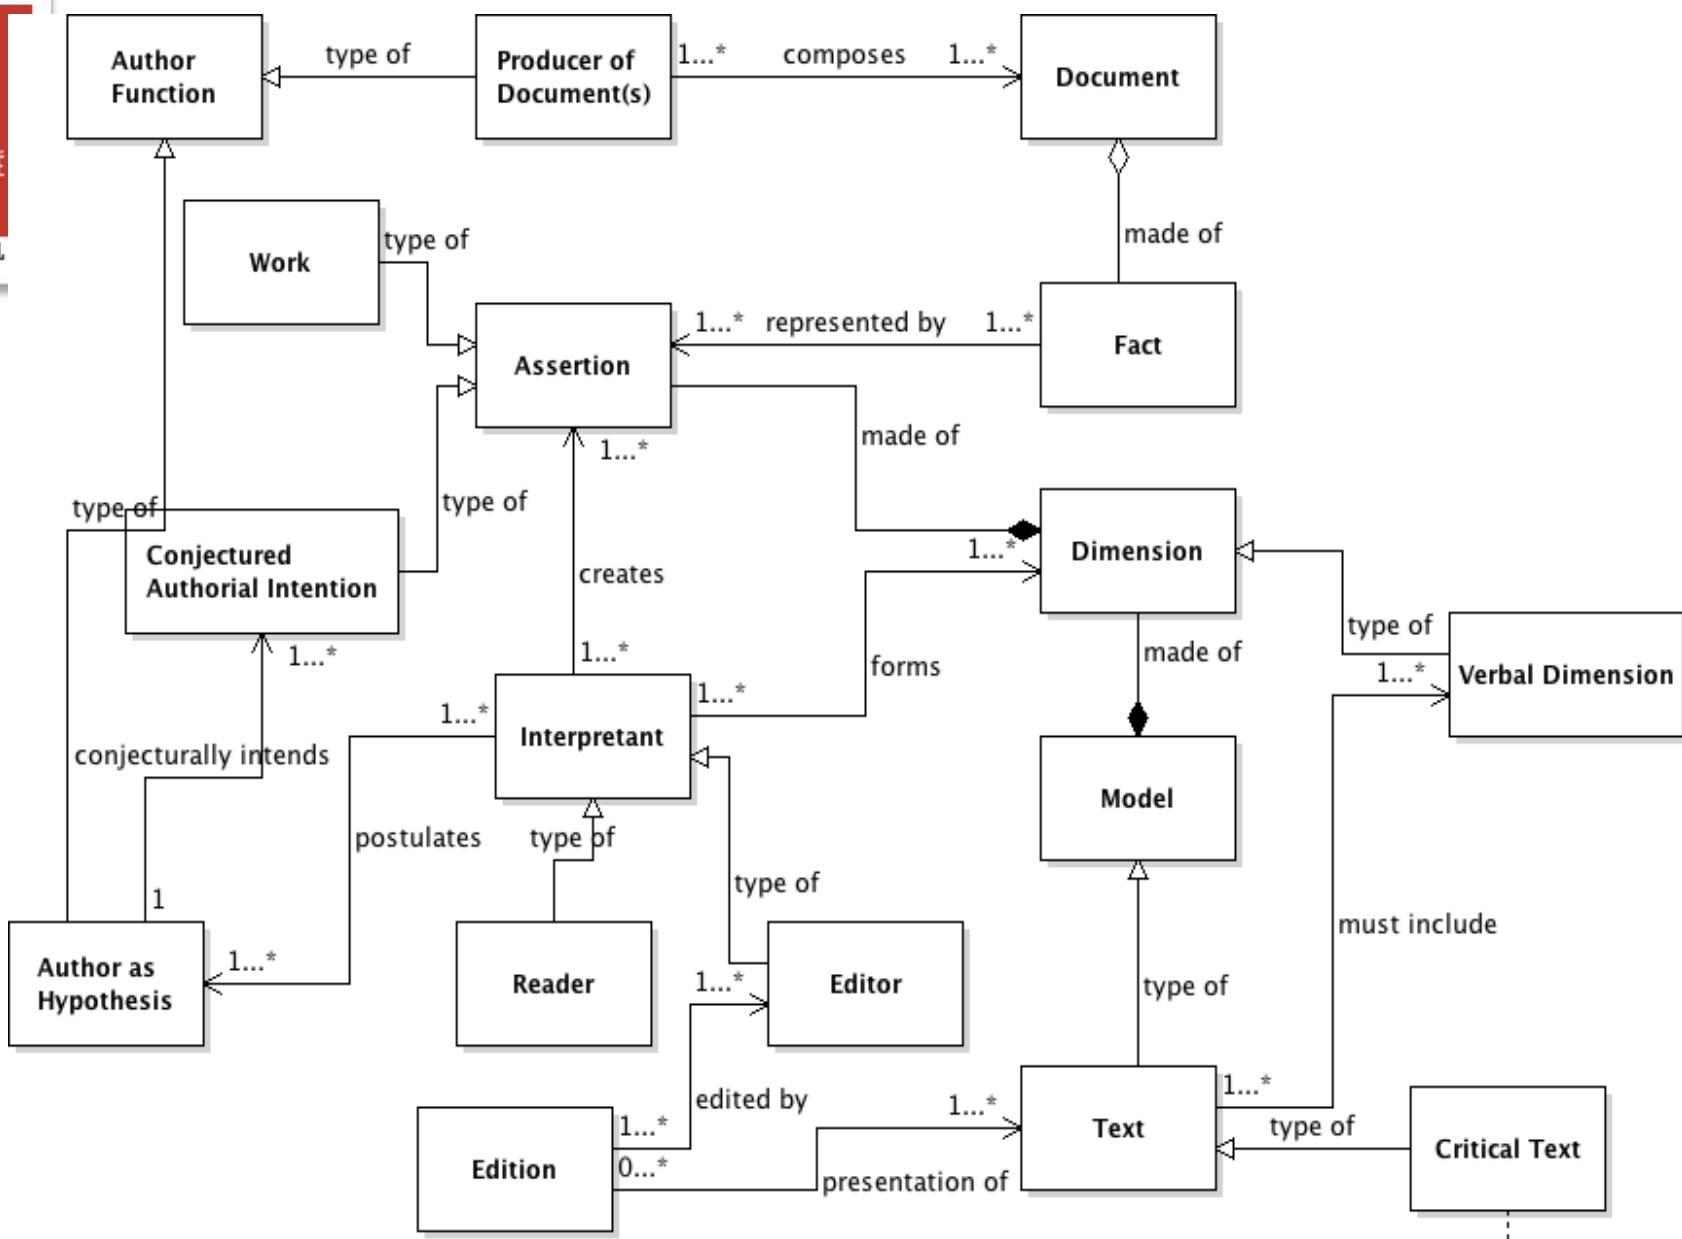 Author
Function
type of
Producer of
Document(s)
1...*
composes
1...*
Document
made of
Work
type of
Assertion
1...*
represented by
1...*
Fact
1...*
made of
type of
type of
Conjectured
Authorial Intention
creates
1...*
Dimension
1...*
conjecturally intends
1
1...*
1...*
Interpretant
1...*
forms
made of
type of
1...*
Verbal Dimension
Model
postulates
type of
type of
must include
Author as
Hypothesis
1...*
Reader
1...*
Editor
type of
edited by
Edition
1...*
0...*
1...*
presentation of
Text
1...*
type of
Critical Text